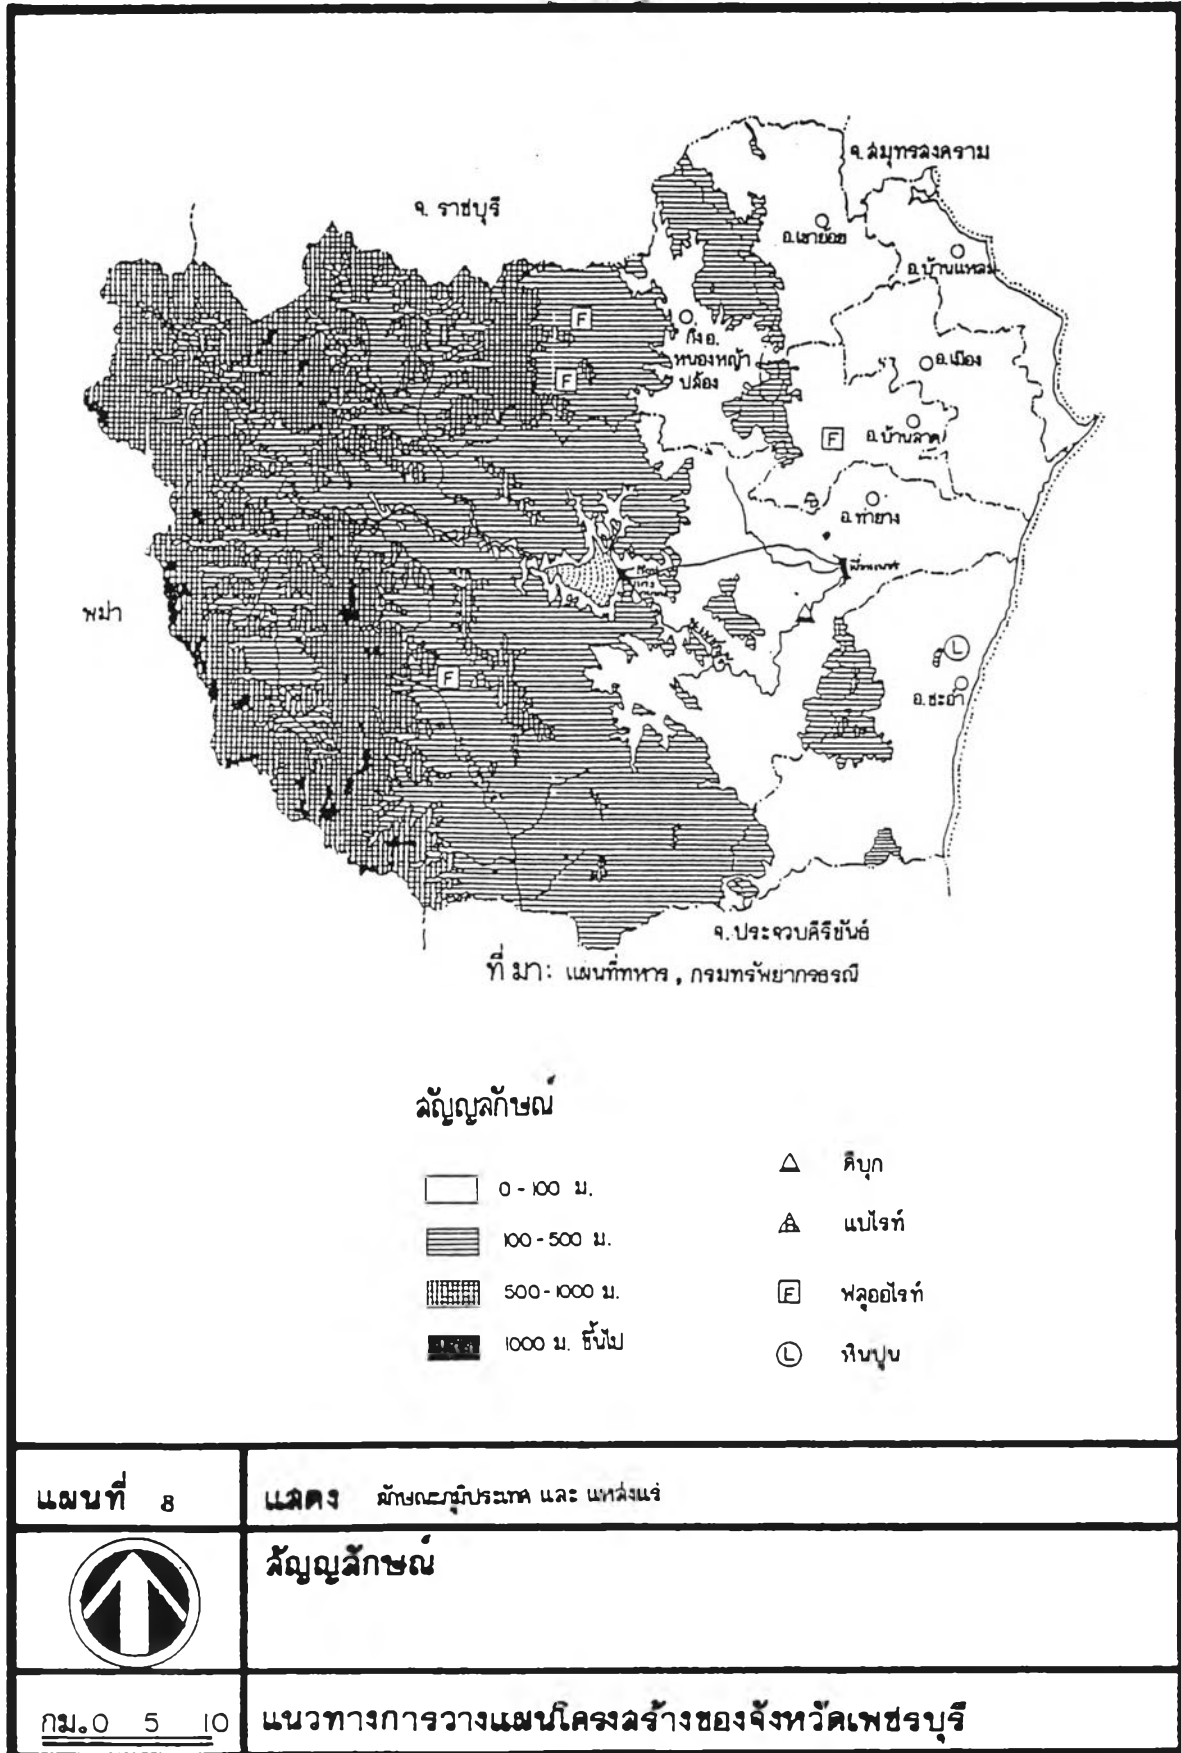 จ.สมุทรสงคราม
จ. ราชบุรี
อ.เขาย้อย
อ.บ้านแหลม
F
กิ่ง อ.
หนองหญ้า
ปล้อง
อ.เมือง
F
F
อ.บ้านลาด
อ.ท่ายาง
พม่า
F
L
อ.ชะอำ
จ.ประจวบคีรีขันธ์
ที่มา: แผนที่ทหาร, กรมทรัพยากรธรณี
สัญญลักษณ์
0-100 ม.
100-500 ม.
500-1000 ม.
1000 ม. ขึ้นไป
ดีบุก
แบไรท์
F ฟลูออไรท์
L หินปูน
แผนที่ 8
แสดง ลักษณะภูมิประเทศ และ แหล่งแร่
สัญญลักษณ์
กม. 0 5 10
แนวทางการวางแผนโครงสร้างของจังหวัดเพชรบุรี